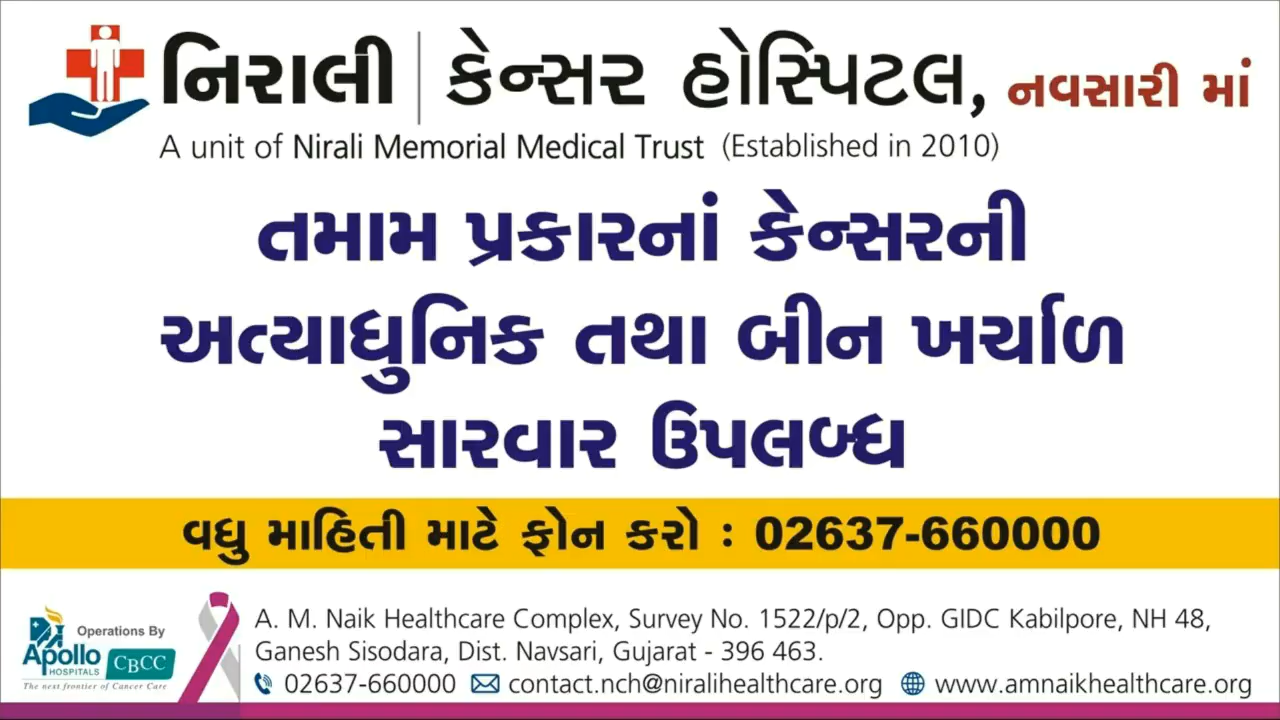 નિરાલી | કેન્સર હોસ્પિટલ, નવસારી માં
A unit of Nirali Memorial Medical Trust (Established in 2010)
તમામ પ્રકારનાં કેન્સરની
અત્યાધુનિક તથા બીન ખર્ચાળ
સારવાર ઉપલબ્ધ
વધુ માહિતી માટે ફોન કરો : 02637-660000
Operations By
Apollo HOSPITALS CBCC
The next frontier of Cancer Care
A. M. Naik Healthcare Complex, Survey No. 1522/p/2, Opp. GIDC Kabilpore, NH 48,
Ganesh Sisodara, Dist. Navsari, Gujarat - 396 463.
02637-660000 contact.nch@niralihealthcare.org www.amnaikhealthcare.org